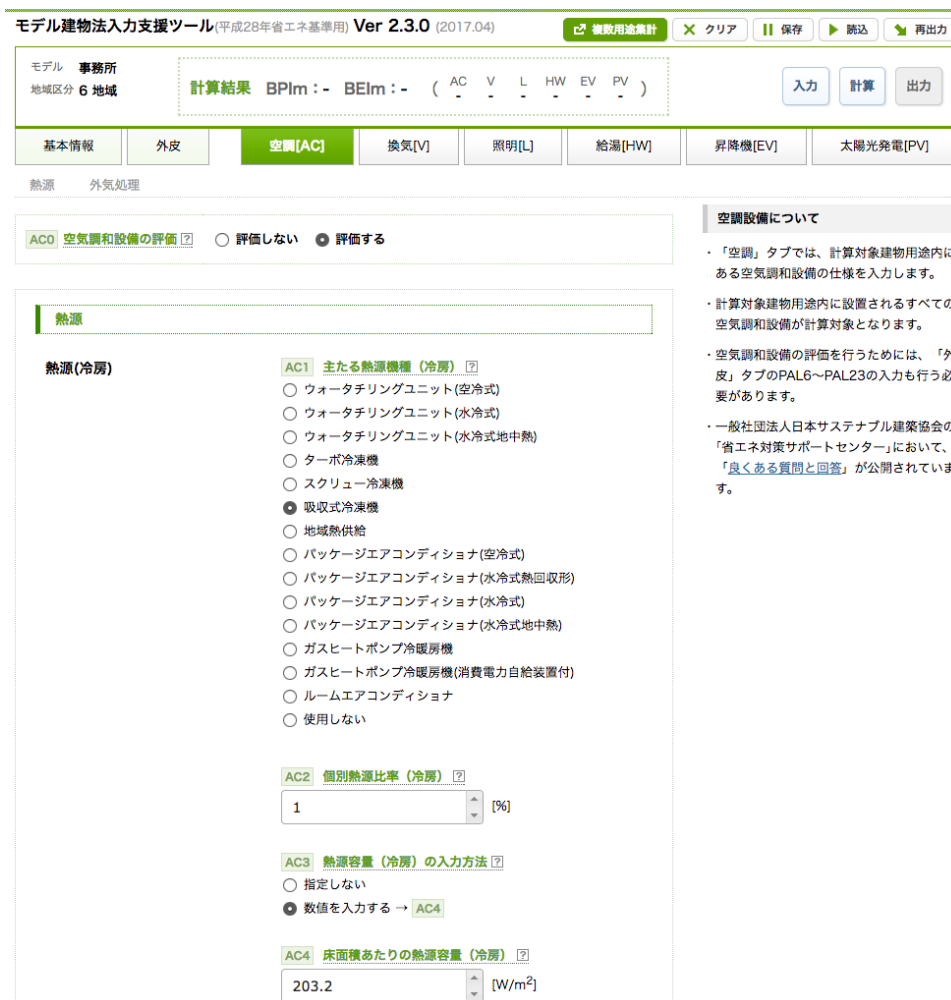 モデル建物法入力支援ツール(平成28年省エネ基準用) Ver 2.3.0 (2017.04)
複数用途集計
クリア
保存
読込
再出力
モデル 事務所
地域区分 6 地域
計算結果 BPIm：- BEIm：- ( AC - V - L - HW - EV - PV - )
入力
計算
出力
基本情報
外皮
空調[AC]
換気[V]
照明[L]
給湯[HW]
昇降機[EV]
太陽光発電[PV]
熱源
外気処理
AC0 空気調和設備の評価 ? 評価しない 評価する
熱源
熱源(冷房)
AC1 主たる熱源機種（冷房） ?
ウォータチリングユニット(空冷式)
ウォータチリングユニット(水冷式)
ウォータチリングユニット(水冷式地中熱)
ターボ冷凍機
スクリュー冷凍機
吸収式冷凍機
地域熱供給
パッケージエアコンディショナ(空冷式)
パッケージエアコンディショナ(水冷式熱回収形)
パッケージエアコンディショナ(水冷式)
パッケージエアコンディショナ(水冷式地中熱)
ガスヒートポンプ冷暖房機
ガスヒートポンプ冷暖房機(消費電力自給装置付)
ルームエアコンディショナ
使用しない
AC2 個別熱源比率（冷房） ?
1 [%]
AC3 熱源容量（冷房）の入力方法 ?
指定しない
数値を入力する → AC4
AC4 床面積あたりの熱源容量（冷房） ?
203.2 [W/m²]
空調設備について
・「空調」タブでは、計算対象建物用途内に
ある空気調和設備の仕様を入力します。
・計算対象建物用途内に設置されるすべての
空気調和設備が計算対象となります。
・空気調和設備の評価を行うためには、「外
皮」タブのPAL6〜PAL23の入力も行う必
要があります。
・一般社団法人日本サステナブル建築協会の
「省エネ対策サポートセンター」において、
「良くある質問と回答」が公開されていま
す。